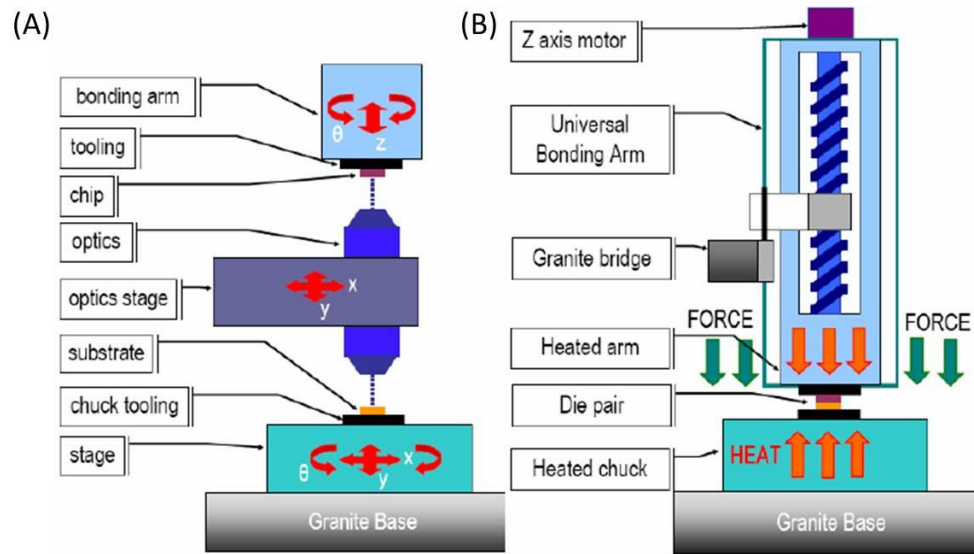 (A)
bonding arm
tooling
chip
optics
optics stage
substrate
chuck tooling
stage
θ
z
x
y
θ
x
y
Granite Base
(B)
Z axis motor
Universal
Bonding Arm
Granite bridge
FORCE
FORCE
Heated arm
Die pair
Heated chuck
HEAT
Granite Base